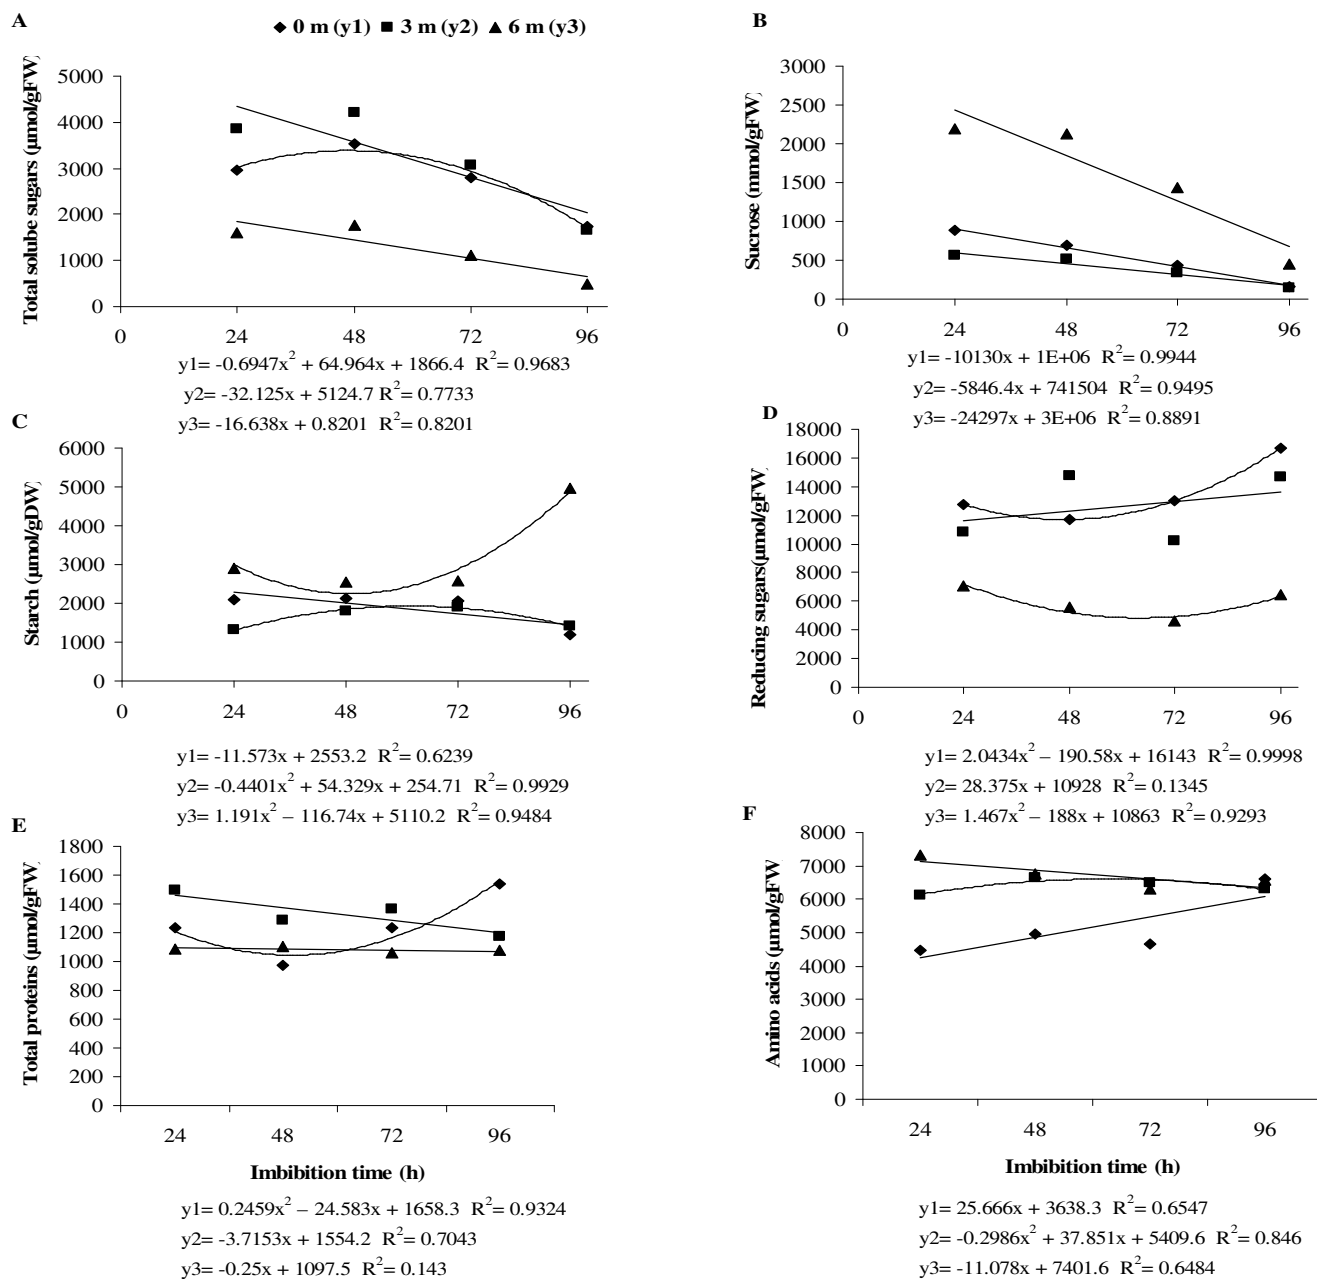 A
◆ 0 m (y1) ■ 3 m (y2) ▲ 6 m (y3)
Total solube sugars (µmol/gFW)
5000
4000
3000
2000
1000
0
0 24 48 72 96
y1= -0.6947x² + 64.964x + 1866.4 R²= 0.9683
y2= -32.125x + 5124.7 R²= 0.7733
y3= -16.638x + 0.8201 R²= 0.8201
B
Sucrose (mmol/gFW)
3000
2500
2000
1500
1000
500
0
0 24 48 72 96
y1= -10130x + 1E+06 R²= 0.9944
y2= -5846.4x + 741504 R²= 0.9495
y3= -24297x + 3E+06 R²= 0.8891
C
Starch (µmol/gDW)
6000
5000
4000
3000
2000
1000
0
0 24 48 72 96
y1= -11.573x + 2553.2 R²= 0.6239
y2= -0.4401x² + 54.329x + 254.71 R²= 0.9929
y3= 1.191x² – 116.74x + 5110.2 R²= 0.9484
D
Reducing sugars(µmol/gFW)
18000
16000
14000
12000
10000
8000
6000
4000
2000
0
0 24 48 72 96
y1= 2.0434x² – 190.58x + 16143 R²= 0.9998
y2= 28.375x + 10928 R²= 0.1345
y3= 1.467x² – 188x + 10863 R²= 0.9293
E
Total proteins (µmol/gFW)
1800
1600
1400
1200
1000
800
600
400
200
0
24 48 72 96
Imbibition time (h)
y1= 0.2459x² – 24.583x + 1658.3 R²= 0.9324
y2= -3.7153x + 1554.2 R²= 0.7043
y3= -0.25x + 1097.5 R²= 0.143
F
Amino acids (µmol/gFW
8000
7000
6000
5000
4000
3000
2000
1000
0
24 48 72 96
Imbibition time (h)
y1= 25.666x + 3638.3 R²= 0.6547
y2= -0.2986x² + 37.851x + 5409.6 R²= 0.846
y3= -11.078x + 7401.6 R²= 0.6484